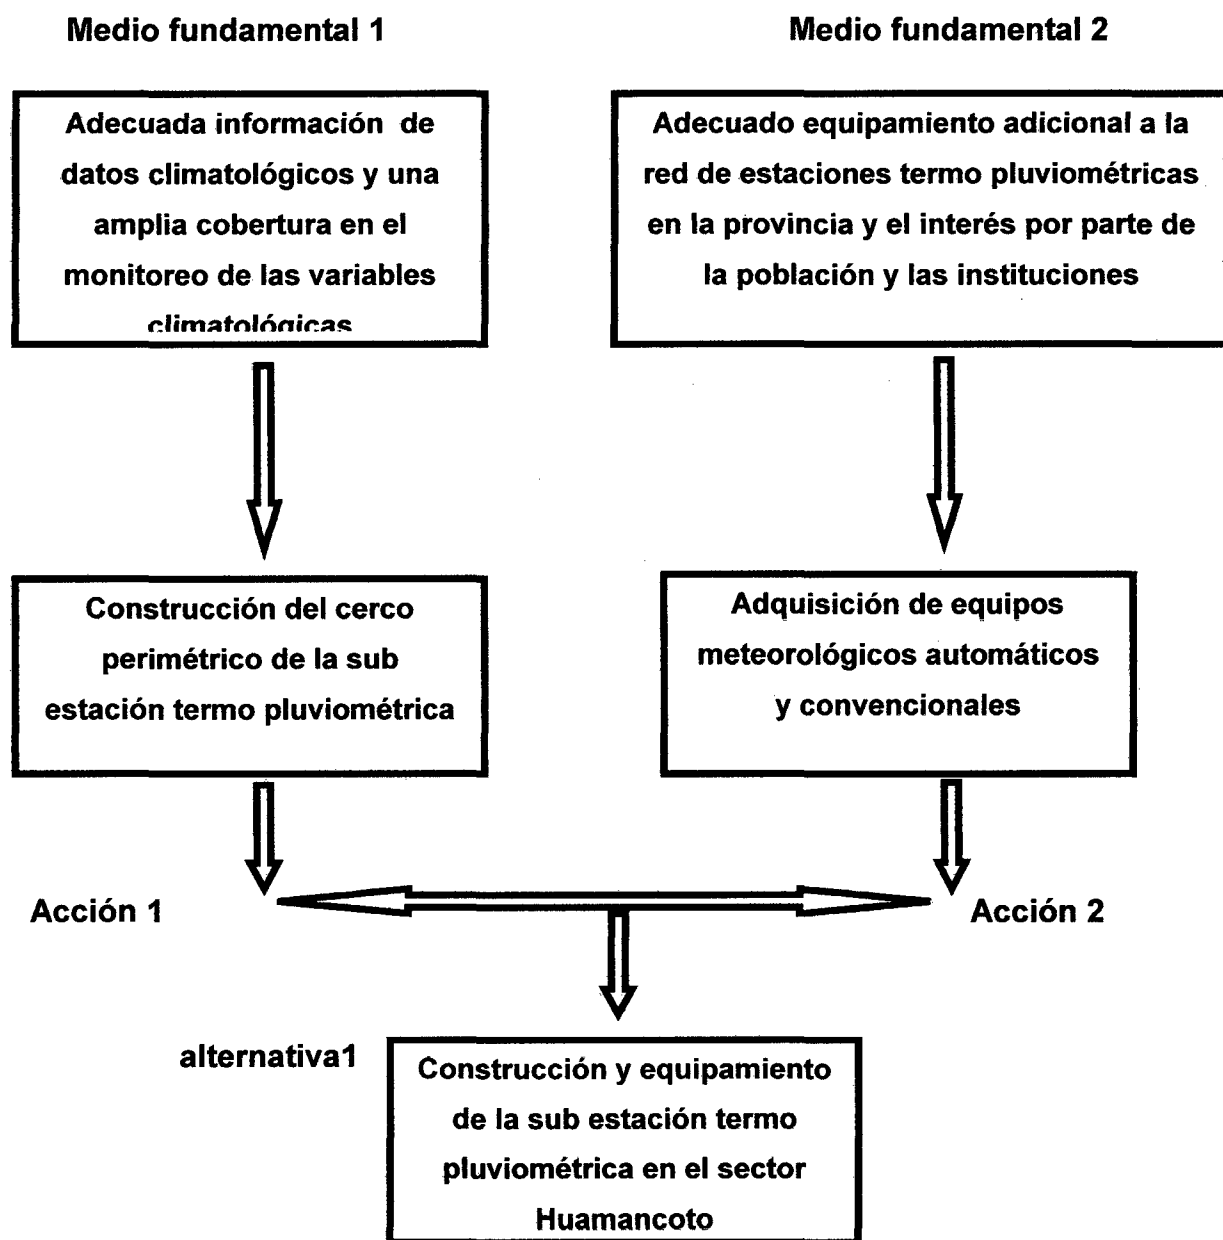 Medio fundamental 1
Medio fundamental 2
Adecuada información de
datos climatológicos y una
amplia cobertura en el
monitoreo de las variables
climatológicas
Adecuado equipamiento adicional a la
red de estaciones termo pluviométricas
en la provincia y el interés por parte de
la población y las instituciones
Construcción del cerco
perimétrico de la sub
estación termo pluviométrica
Adquisición de equipos
meteorológicos automáticos
y convencionales
Acción 1
Acción 2
alternativa1
Construcción y equipamiento
de la sub estación termo
pluviométrica en el sector
Huamancoto